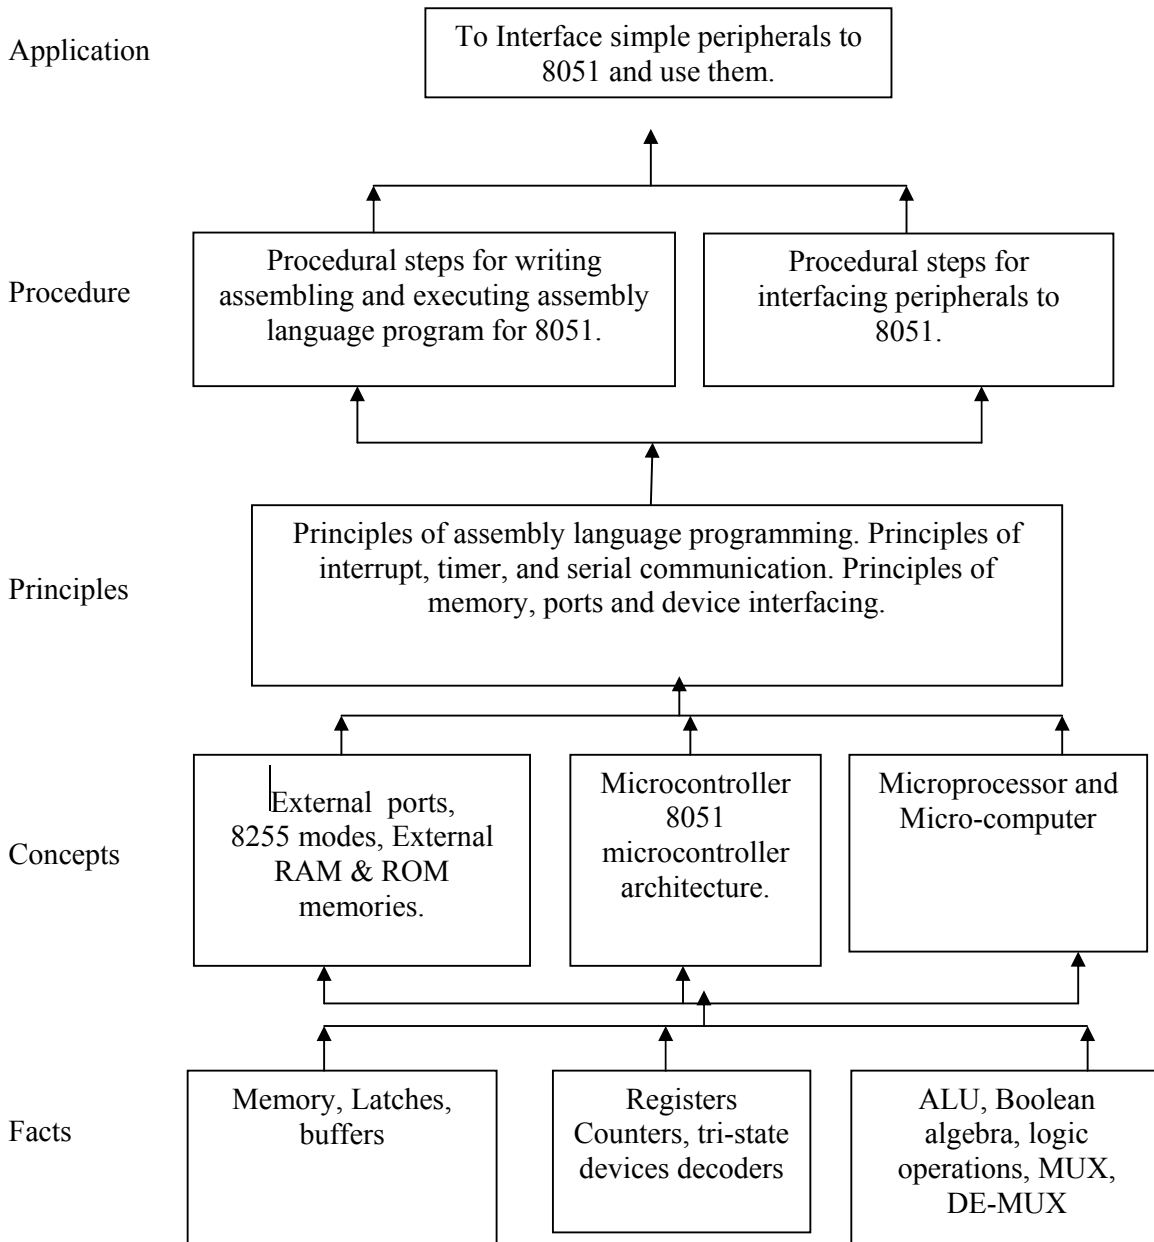 Application
To Interface simple peripherals to
8051 and use them.
Procedure
Procedural steps for writing
assembling and executing assembly
language program for 8051.
Procedural steps for
interfacing peripherals to
8051.
Principles
Principles of assembly language programming. Principles of
interrupt, timer, and serial communication. Principles of
memory, ports and device interfacing.
Concepts
External ports,
8255 modes, External
RAM & ROM
memories.
Microcontroller
8051
microcontroller
architecture.
Microprocessor and
Micro-computer
Facts
Memory, Latches,
buffers
Registers
Counters, tri-state
devices decoders
ALU, Boolean
algebra, logic
operations, MUX,
DE-MUX